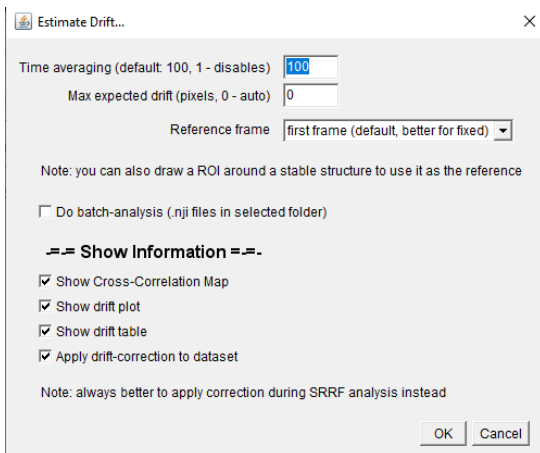 Estimate Drift...
Time averaging (default: 100, 1 - disables) 100
Max expected drift (pixels, 0 - auto) 0
Reference frame first frame (default, better for fixed)
Note: you can also draw a ROI around a stable structure to use it as the reference
Do batch-analysis (.nji files in selected folder)
-=-= Show Information =-=-
Show Cross-Correlation Map
Show drift plot
Show drift table
Apply drift-correction to dataset
Note: always better to apply correction during SRRF analysis instead
OK Cancel